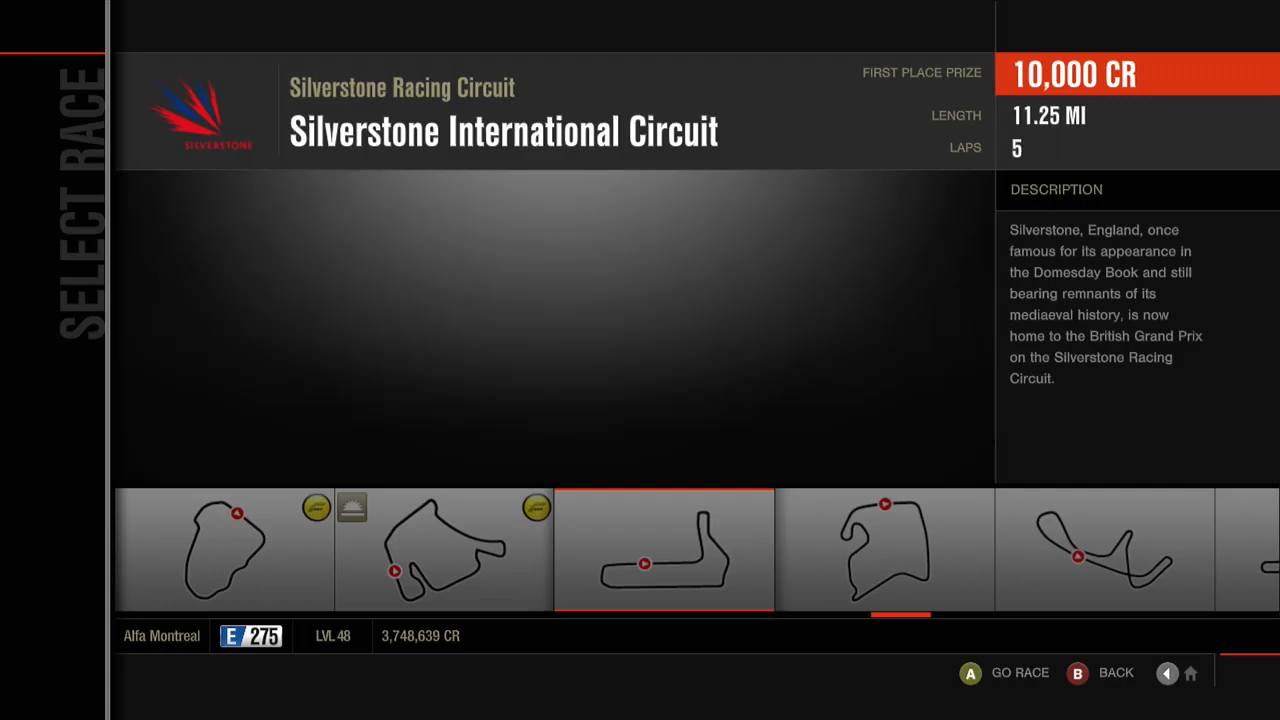 SELECT RACE
SILVERSTONE
Silverstone Racing Circuit
Silverstone International Circuit
FIRST PLACE PRIZE
10,000 CR
LENGTH
11.25 MI
LAPS
5
DESCRIPTION
Silverstone, England, once
famous for its appearance in
the Domesday Book and still
bearing remnants of its
mediaeval history, is now
home to the British Grand Prix
on the Silverstone Racing
Circuit.
Alfa Montreal
E 275
LVL 48
3,748,639 CR
A GO RACE
B BACK